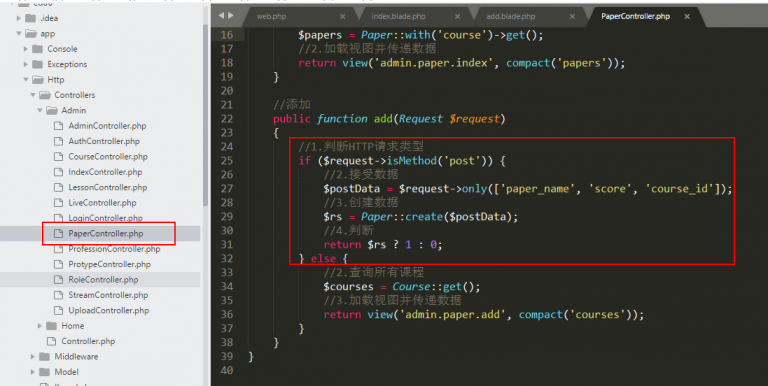 .idea
app
Console
Exceptions
Http
Controllers
Admin
AdminController.php
AuthController.php
CourseController.php
IndexController.php
LessonController.php
LiveController.php
LoginController.php
PaperController.php
ProfessionController.php
ProtypeController.php
RoleController.php
StreamController.php
UploadController.php
Home
Controller.php
Middleware
Model
web.php
index.blade.php
add.blade.php
PaperController.php
16 $papers = Paper::with('course')->get();
17 //2.加载视图并传递数据
18 return view('admin.paper.index', compact('papers'));
19 }
20
21 //添加
22 public function add(Request $request)
23 {
24 //1.判断HTTP请求类型
25 if ($request->isMethod('post')) {
26 //2.接受数据
27 $postData = $request->only(['paper_name', 'score', 'course_id']);
28 //3.创建数据
29 $rs = Paper::create($postData);
30 //4.判断
31 return $rs ? 1 : 0;
32 } else {
33 //2.查询所有课程
34 $courses = Course::get();
35 //3.加载视图并传递数据
36 return view('admin.paper.add', compact('courses'));
37 }
38 }
39 }
40